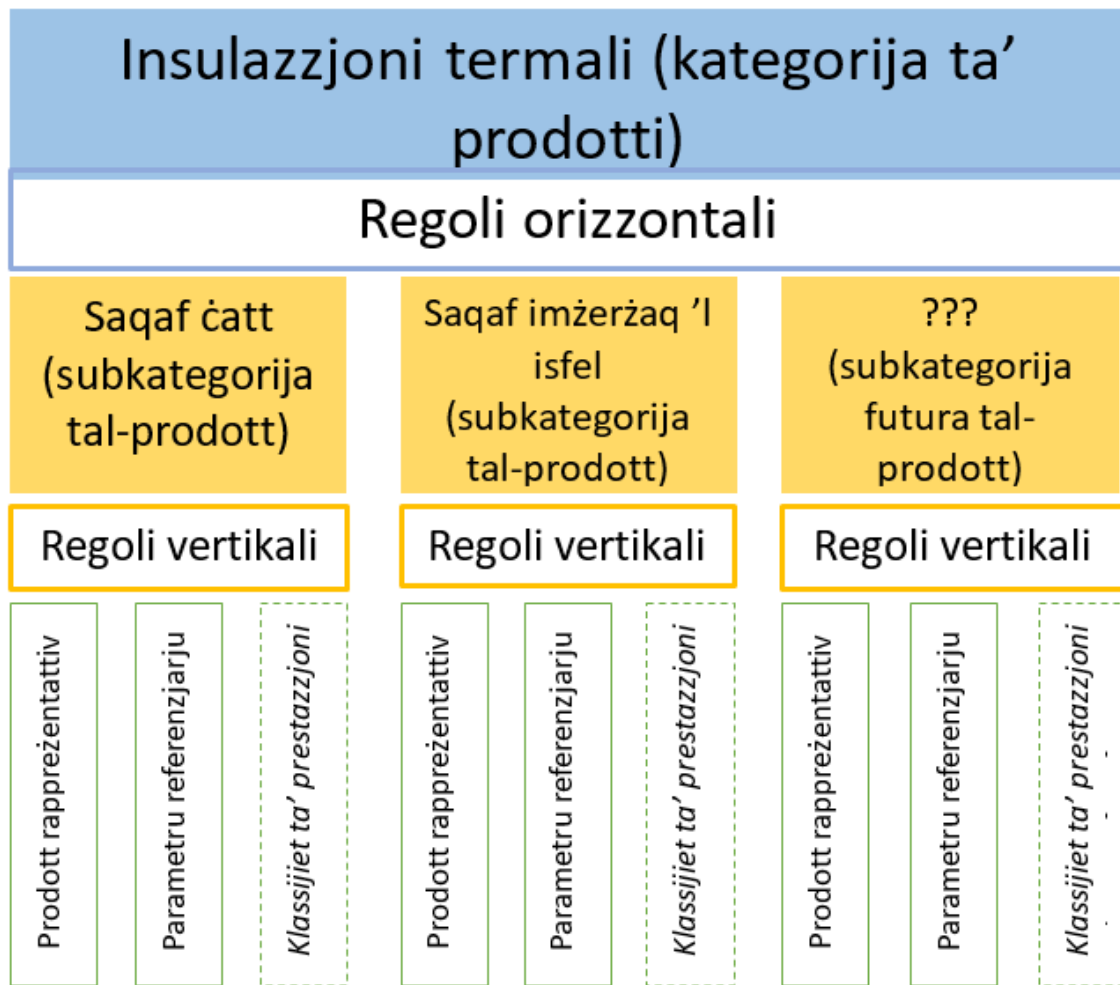 Insulazzjoni termali (kategorija ta’
prodotti)
Regoli orizzontali
Saqaf ċatt
(subkategorija
tal-prodott)
Saqaf imżerżaq ’l
isfel
(subkategorija
tal-prodott)
???
(subkategorija
futura tal-
prodott)
Regoli vertikali
Regoli vertikali
Regoli vertikali
Prodott rappreżentattiv
Parametru referenzjarju
Klassijiet ta’ prestazzjoni
Prodott rappreżentattiv
Parametru referenzjarju
Klassijiet ta’ prestazzjoni
Prodott rappreżentattiv
Parametru referenzjarju
Klassijiet ta’ prestazzjoni